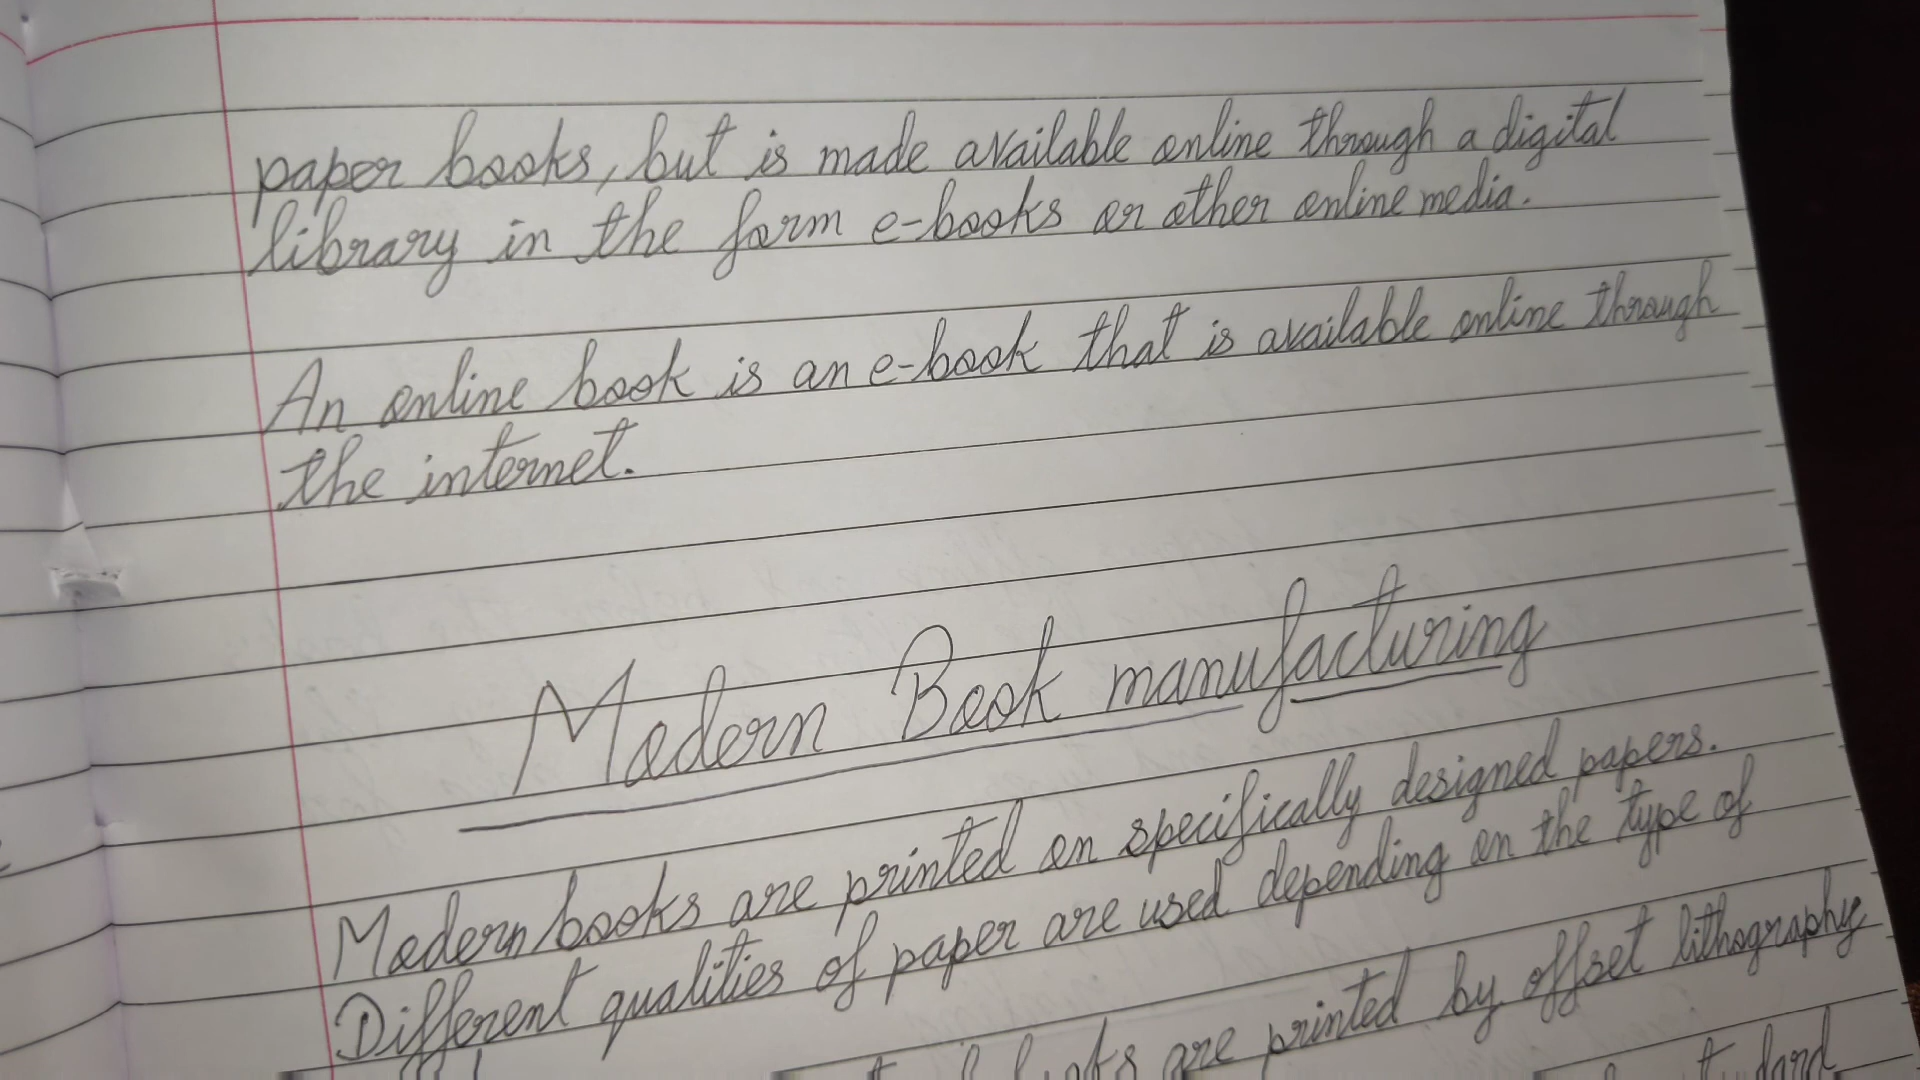 paper books, but is made available online through a digital
library in the form e-books or other online media.
An online book is an e-book that is available online through
the internet.
Modern Book manufacturing
Modern books are printed on specifically designed papers.
Different qualities of paper are used depending on the type of
are printed by offset lithography